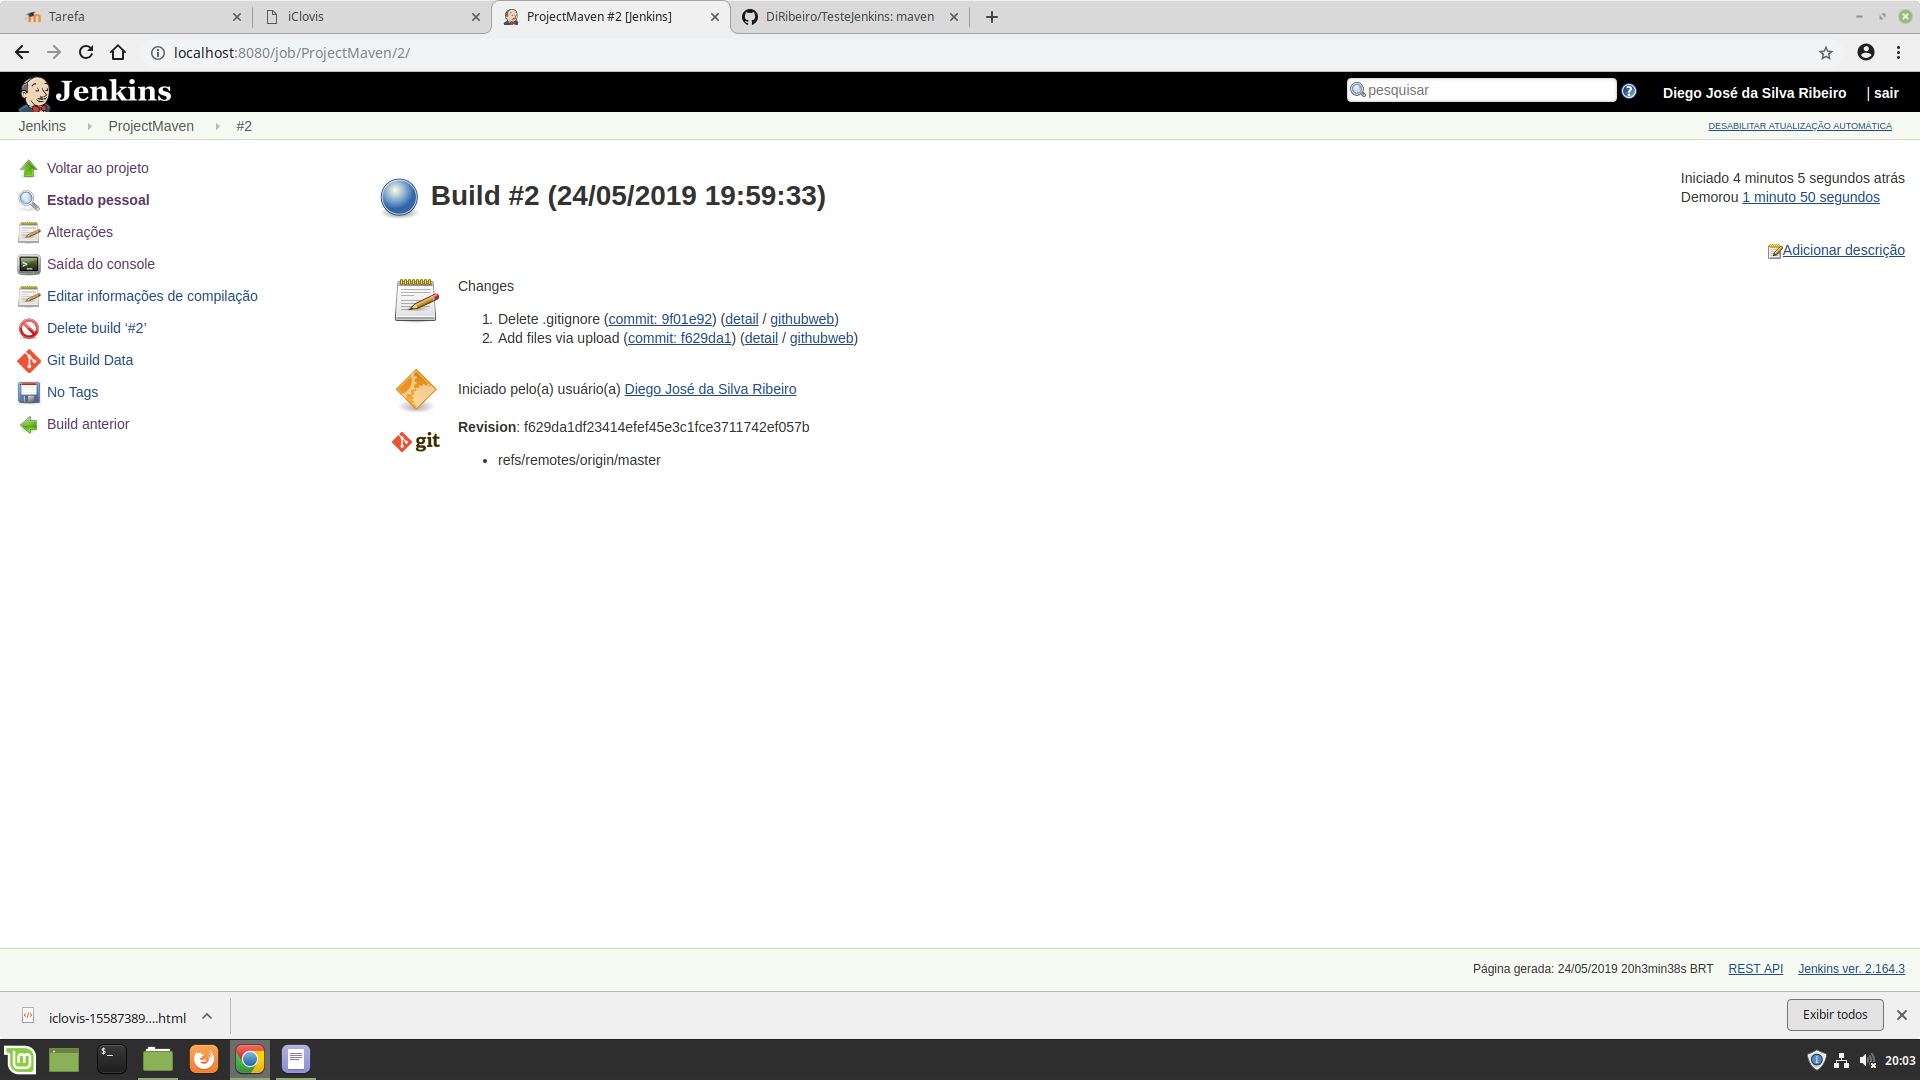 Tarefa
iClovis
ProjectMaven #2 [Jenkins]
DiRibeiro/TesteJenkins: maven
localhost:8080/job/ProjectMaven/2/
Jenkins
pesquisar
Diego José da Silva Ribeiro
| sair
Jenkins
ProjectMaven
#2
DESABILITAR ATUALIZAÇÃO AUTOMÁTICA
Voltar ao projeto
Estado pessoal
Alterações
Saída do console
Editar informações de compilação
Delete build ‘#2’
Git Build Data
No Tags
Build anterior
Build #2 (24/05/2019 19:59:33)
Iniciado 4 minutos 5 segundos atrás
Demorou 1 minuto 50 segundos
Adicionar descrição
Changes
1. Delete .gitignore (commit: 9f01e92) (detail / githubweb)
2. Add files via upload (commit: f629da1) (detail / githubweb)
Iniciado pelo(a) usuário(a) Diego José da Silva Ribeiro
git
Revision: f629da1df23414efef45e3c1fce3711742ef057b
• refs/remotes/origin/master
Página gerada: 24/05/2019 20h3min38s BRT
REST API
Jenkins ver. 2.164.3
iclovis-15587389....html
Exibir todos
20:03